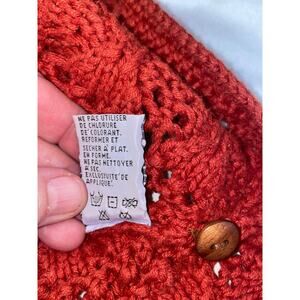 NE PAS UTILISER
DE CHLORURE
DE COLORANT.
REFORMER ET
SECHER A PLAT.
EN FORME.
NE PAS NETTOYER
A SEC.
EXCLUSIVITE DE
APPLIQUE'.